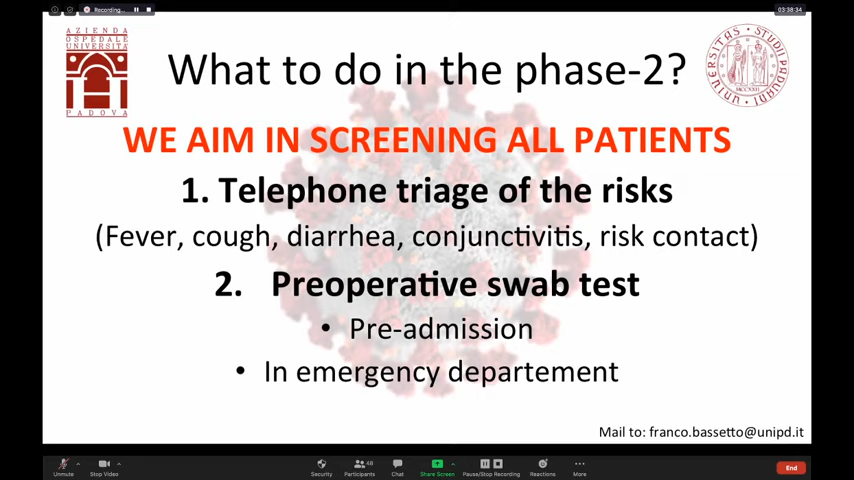 Recording...
03:38:34
AZIENDA
OSPEDALE
UNIVERSITÀ
PADOVA
UNIVERSITAS STUDII PADUANI
MCCXXII
What to do in the phase-2?
WE AIM IN SCREENING ALL PATIENTS
1. Telephone triage of the risks
(Fever, cough, diarrhea, conjunctivitis, risk contact)
2. Preoperative swab test
• Pre-admission
• In emergency departement
Mail to: franco.bassetto@unipd.it
Unmute
Stop Video
Security
Participants
48
Chat
Share Screen
Pause/Stop Recording
Reactions
More
End